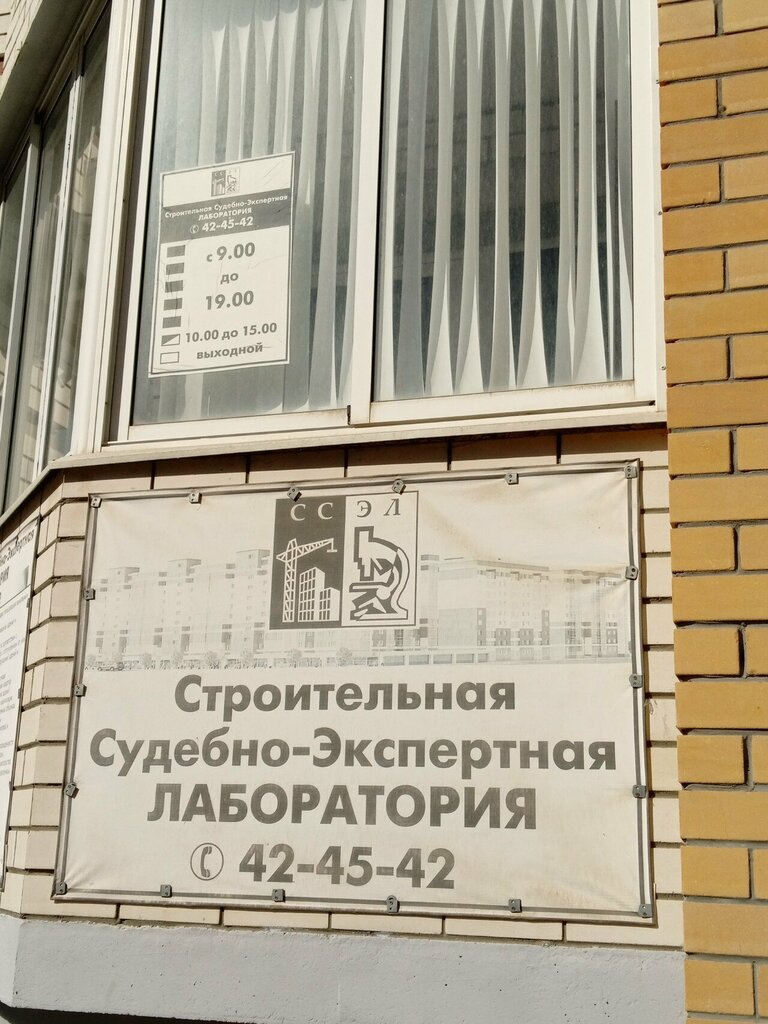 ССЭЛ
Строительная Судебно-Экспертная
ЛАБОРАТОРИЯ
42-45-42
с 9.00
до
19.00
10.00 до 15.00
выходной
ССЭЛ
Строительная
Судебно-Экспертная
ЛАБОРАТОРИЯ
42-45-42